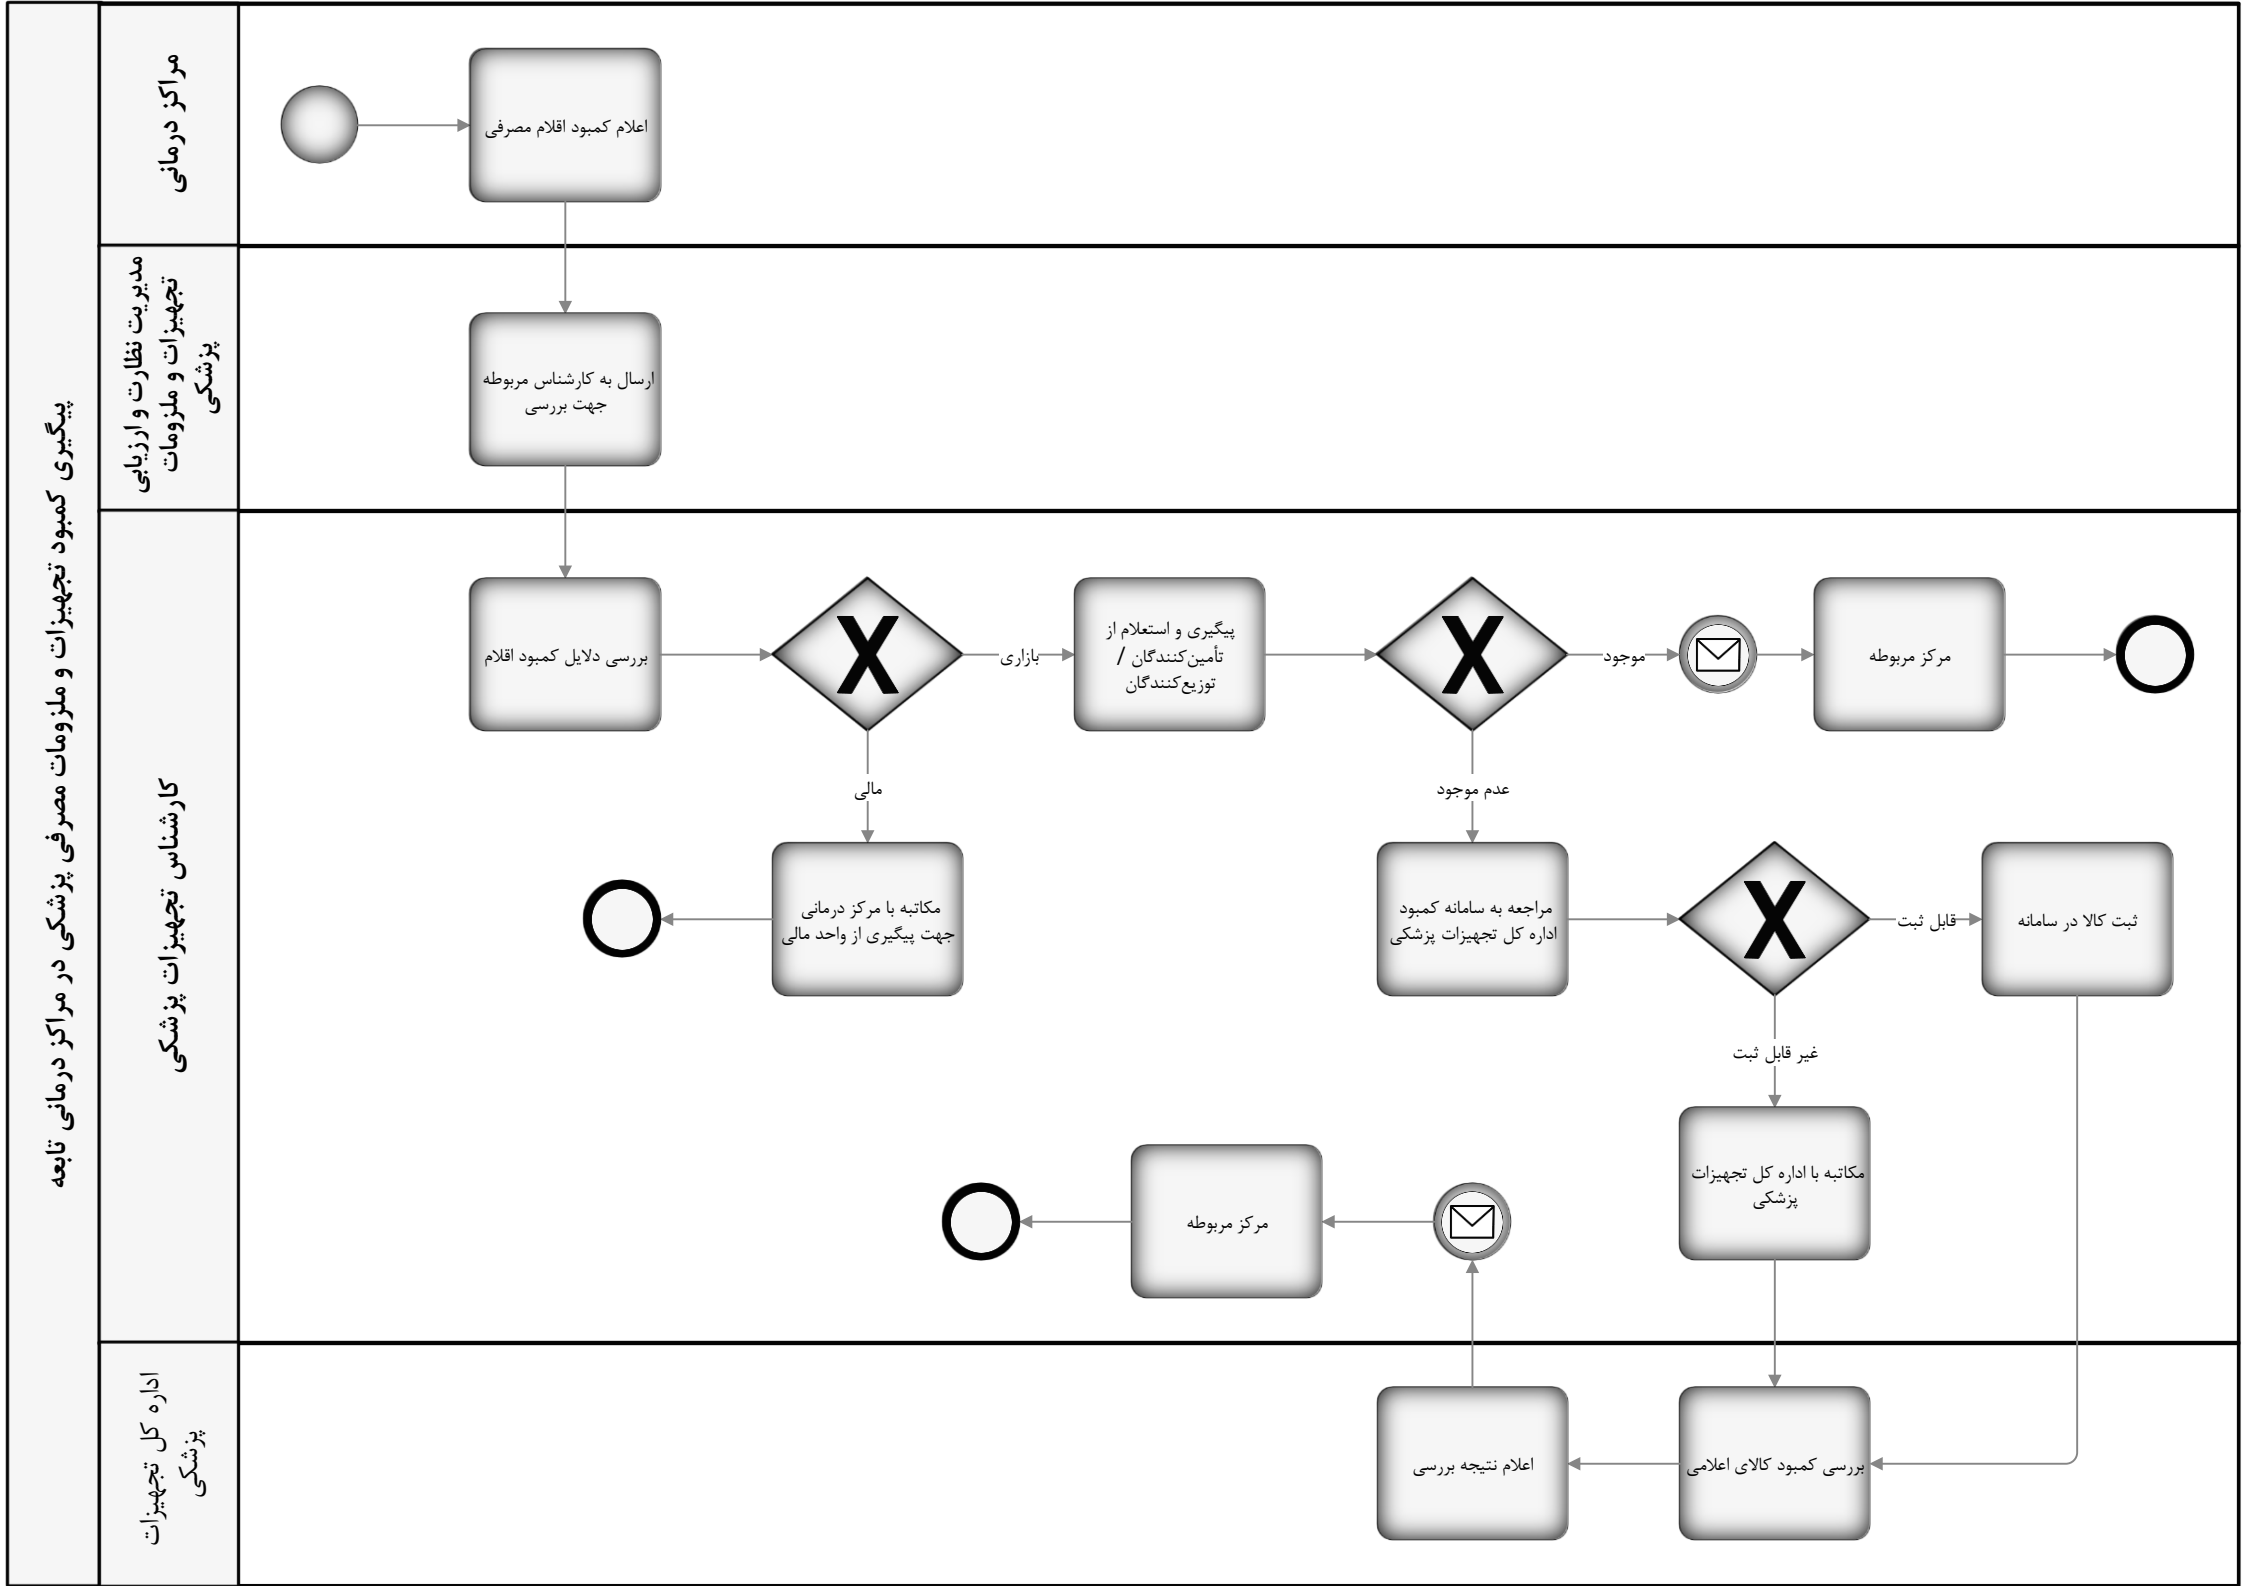 پیگیری کمبود تجهیزات و ملزومات مصرفی پزشکی در مراکز درمانی تابعه
مراکز درمانی
اعلام کمبود اقلام مصرفی
مدیریت نظارت و ارزیابی
تجهیزات و ملزومات
پزشکی
ارسال به کارشناس مربوطه
جهت بررسی
کارشناس تجهیزات پزشکی
بررسی دلایل کمبود اقلام
بازاری
پیگیری و استعلام از
تأمین‌کنندگان /
توزیع‌کنندگان
موجود
مرکز مربوطه
مالی
عدم موجود
مکاتبه با مرکز درمانی
جهت پیگیری از واحد مالی
مراجعه به سامانه کمبود
اداره کل تجهیزات پزشکی
قابل ثبت
ثبت کالا در سامانه
غیر قابل ثبت
مکاتبه با اداره کل تجهیزات
پزشکی
مرکز مربوطه
اداره کل تجهیزات
پزشکی
بررسی کمبود کالای اعلامی
اعلام نتیجه بررسی